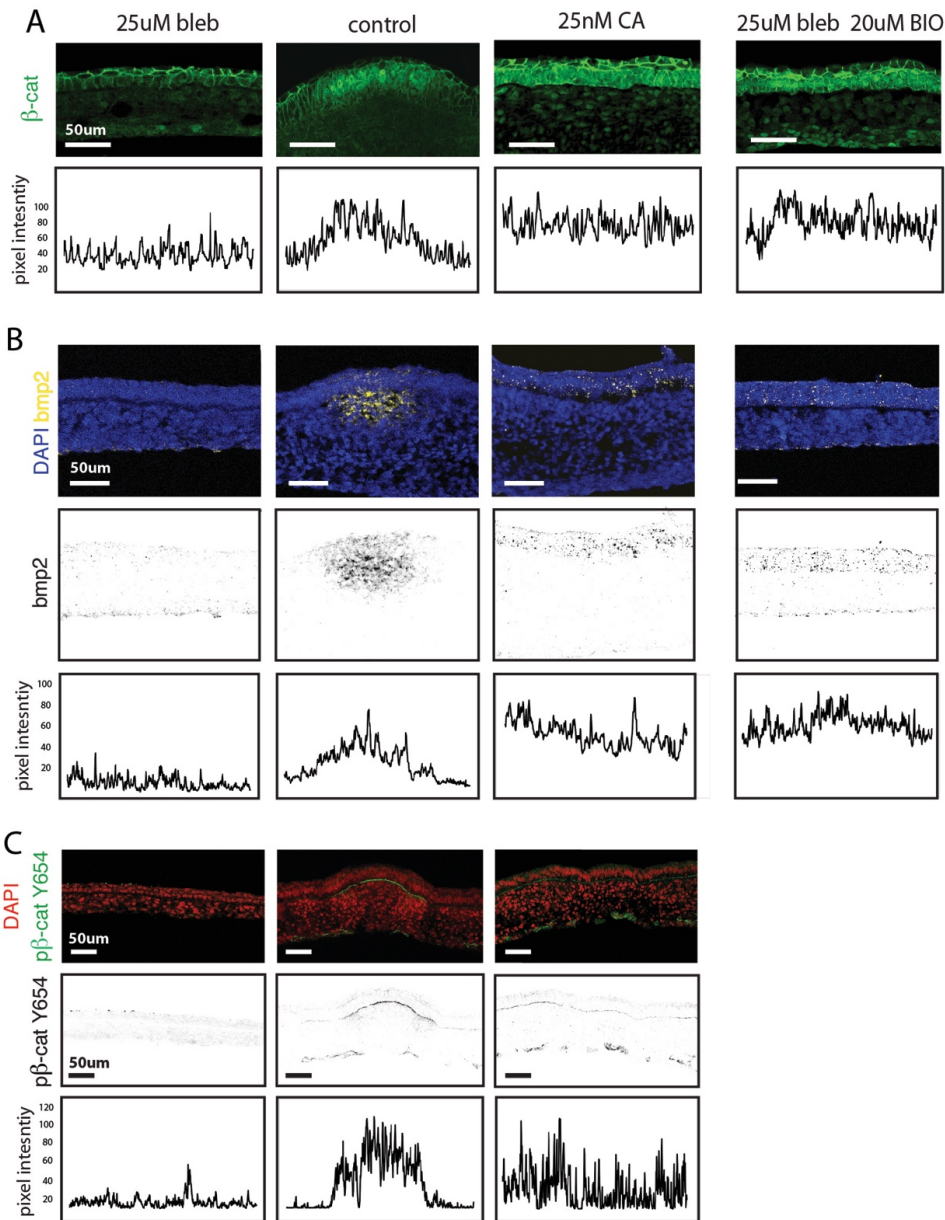 A
25uM bleb
control
25nM CA
25uM bleb 20uM BIO
β-cat
50um
pixel intesntiy
100
80
60
40
20
B
DAPI bmp2
50um
bmp2
pixel intesntiy
100
80
60
40
20
C
DAPI
pβ-cat Y654
50um
pβ-cat Y654
50um
pixel intesntiy
120
100
80
60
40
20